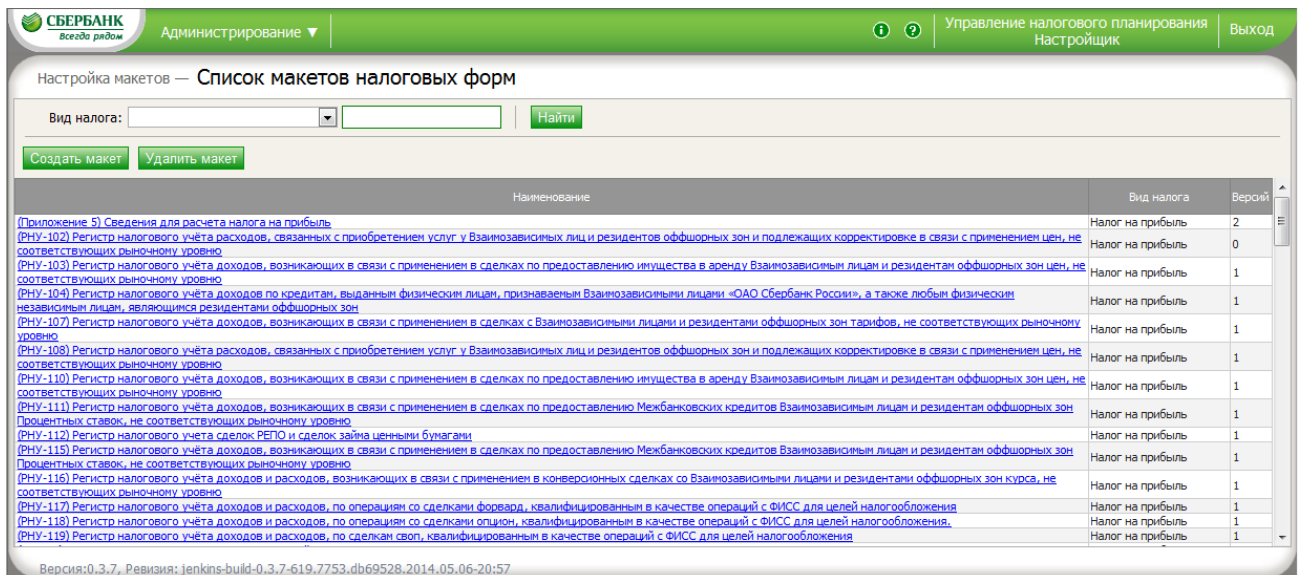 СБЕРБАНК
Всегда рядом
Администрирование ▼
i ?
Управление налогового планирования
Настройщик
Выход
Настройка макетов — Список макетов налоговых форм
Вид налога:
Найти
Создать макет Удалить макет
Наименование Вид налога Версий
(Приложение 5) Сведения для расчета налога на прибыль Налог на прибыль 2
(РНУ-102) Регистр налогового учёта расходов, связанных с приобретением услуг у Взаимозависимых лиц и резидентов оффшорных зон и подлежащих корректировке в связи с применением цен, не
соответствующих рыночному уровню Налог на прибыль 0
(РНУ-103) Регистр налогового учёта доходов, возникающих в связи с применением в сделках по предоставлению имущества в аренду Взаимозависимым лицам и резидентам оффшорных зон цен, не
соответствующих рыночному уровню Налог на прибыль 1
(РНУ-104) Регистр налогового учёта доходов по кредитам, выданным физическим лицам, признаваемым Взаимозависимыми лицами «ОАО Сбербанк России», а также любым физическим
независимым лицам, являющимся резидентами оффшорных зон Налог на прибыль 1
(РНУ-107) Регистр налогового учёта доходов, возникающих в связи с применением в сделках с Взаимозависимыми лицами и резидентами оффшорных зон тарифов, не соответствующих рыночному
уровню Налог на прибыль 1
(РНУ-108) Регистр налогового учёта расходов, связанных с приобретением услуг у Взаимозависимых лиц и резидентов оффшорных зон и подлежащих корректировке в связи с применением цен, не
соответствующих рыночному уровню Налог на прибыль 1
(РНУ-110) Регистр налогового учёта доходов, возникающих в связи с применением в сделках по предоставлению имущества в аренду Взаимозависимым лицам и резидентам оффшорных зон цен, не
соответствующих рыночному уровню Налог на прибыль 1
(РНУ-111) Регистр налогового учёта доходов, возникающих в связи с применением в сделках по предоставлению Межбанковских кредитов Взаимозависимым лицам и резидентам оффшорных зон
Процентных ставок, не соответствующих рыночному уровню Налог на прибыль 1
(РНУ-112) Регистр налогового учета сделок РЕПО и сделок займа ценными бумагами Налог на прибыль 1
(РНУ-115) Регистр налогового учёта доходов, возникающих в связи с применением в сделках по предоставлению Межбанковских кредитов Взаимозависимым лицам и резидентам оффшорных зон
Процентных ставок, не соответствующих рыночному уровню Налог на прибыль 1
(РНУ-116) Регистр налогового учёта доходов и расходов, возникающих в связи с применением в конверсионных сделках со Взаимозависимыми лицами и резидентами оффшорных зон курса, не
соответствующих рыночному уровню Налог на прибыль 1
(РНУ-117) Регистр налогового учёта доходов и расходов, по операциям со сделками форвард, квалифицированным в качестве операций с ФИСС для целей налогообложения Налог на прибыль 1
(РНУ-118) Регистр налогового учёта доходов и расходов, по операциям со сделками опцион, квалифицированным в качестве операций с ФИСС для целей налогообложения. Налог на прибыль 1
(РНУ-119) Регистр налогового учёта доходов и расходов, по сделкам своп, квалифицированным в качестве операций с ФИСС для целей налогообложения Налог на прибыль 1
Версия:0.3.7, Ревизия: jenkins-build-0.3.7-619.7753.db69528.2014.05.06-20:57